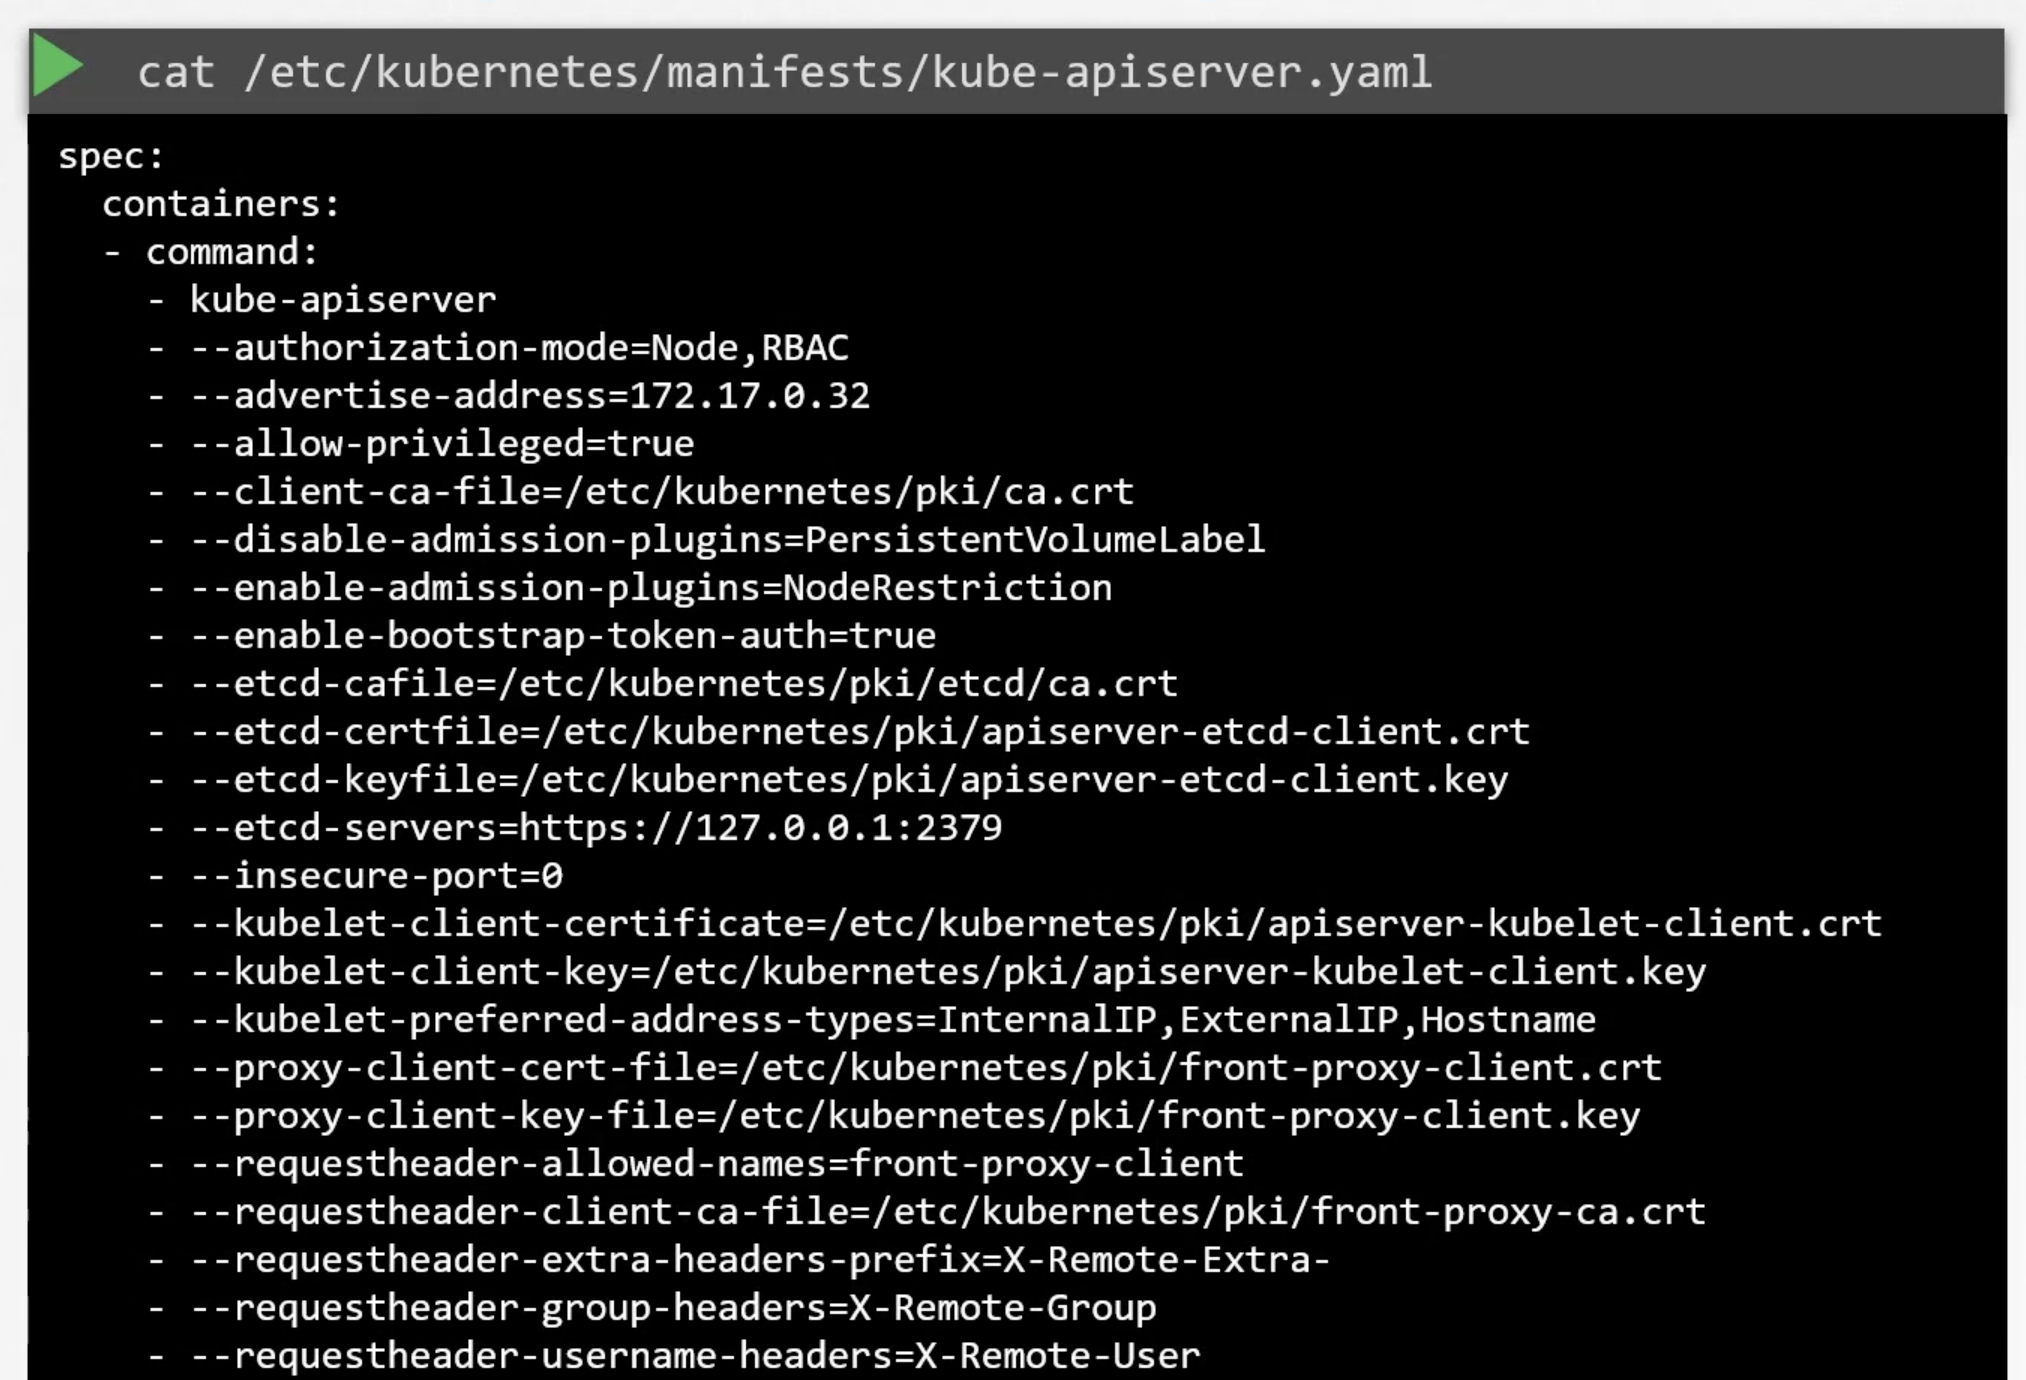 cat /etc/kubernetes/manifests/kube-apiserver.yaml
spec:
  containers:
  - command:
    - kube-apiserver
    - --authorization-mode=Node,RBAC
    - --advertise-address=172.17.0.32
    - --allow-privileged=true
    - --client-ca-file=/etc/kubernetes/pki/ca.crt
    - --disable-admission-plugins=PersistentVolumeLabel
    - --enable-admission-plugins=NodeRestriction
    - --enable-bootstrap-token-auth=true
    - --etcd-cafile=/etc/kubernetes/pki/etcd/ca.crt
    - --etcd-certfile=/etc/kubernetes/pki/apiserver-etcd-client.crt
    - --etcd-keyfile=/etc/kubernetes/pki/apiserver-etcd-client.key
    - --etcd-servers=https://127.0.0.1:2379
    - --insecure-port=0
    - --kubelet-client-certificate=/etc/kubernetes/pki/apiserver-kubelet-client.crt
    - --kubelet-client-key=/etc/kubernetes/pki/apiserver-kubelet-client.key
    - --kubelet-preferred-address-types=InternalIP,ExternalIP,Hostname
    - --proxy-client-cert-file=/etc/kubernetes/pki/front-proxy-client.crt
    - --proxy-client-key-file=/etc/kubernetes/pki/front-proxy-client.key
    - --requestheader-allowed-names=front-proxy-client
    - --requestheader-client-ca-file=/etc/kubernetes/pki/front-proxy-ca.crt
    - --requestheader-extra-headers-prefix=X-Remote-Extra-
    - --requestheader-group-headers=X-Remote-Group
    - --requestheader-username-headers=X-Remote-User